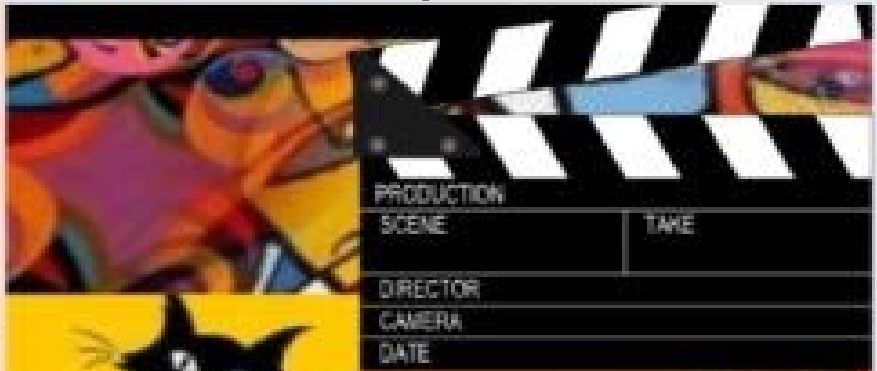 PRODUCTION
SCENE TAKE
DIRECTOR
CAMERA
DATE